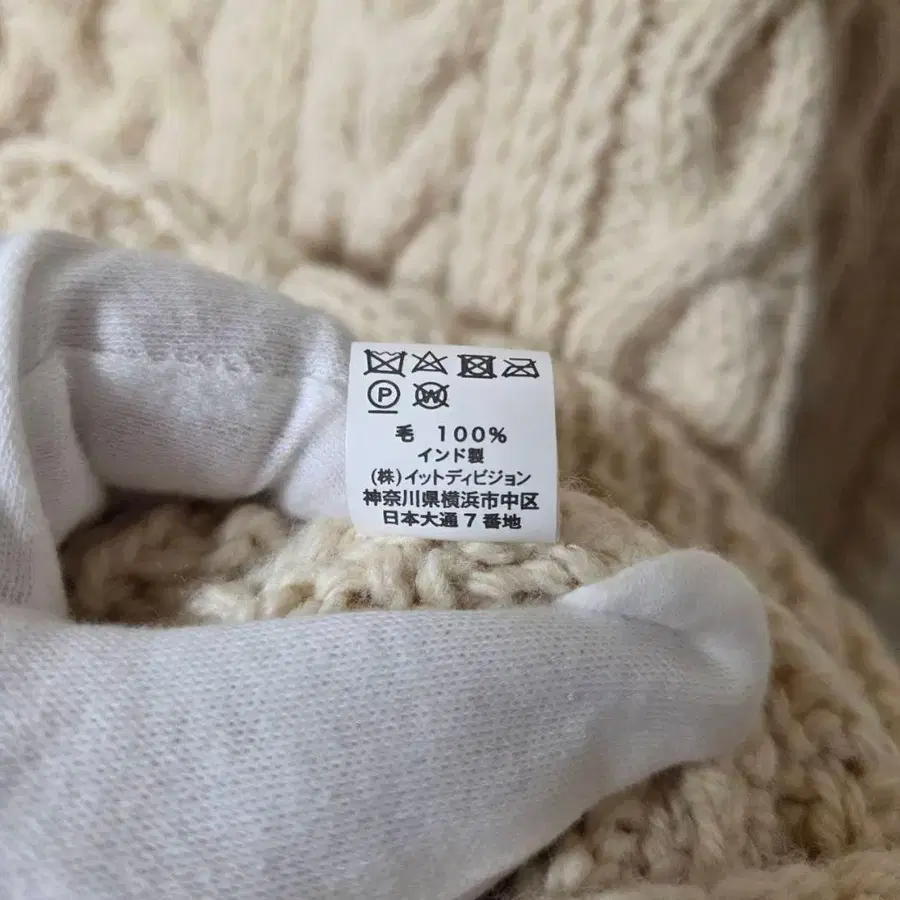 P W
毛 100%
インド製
(株)イットディビジョン
神奈川県横浜市中区
日本大通7番地